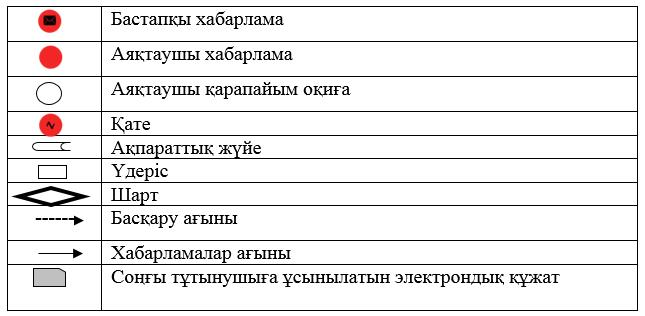 Бастапқы хабарлама
Аяқтаушы хабарлама
Аяқтаушы қарапайым оқиға
Қате
Ақпараттық жүйе
Үдеріс
Шарт
Басқару ағыны
Хабарламалар ағыны
Соңғы тұтынушыға ұсынылатын электрондық құжат